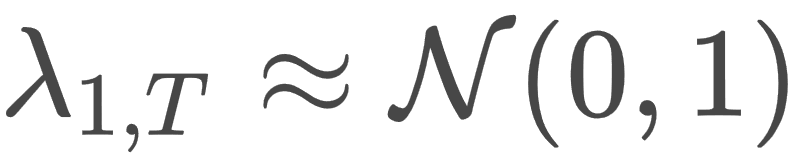 λ₁,T ≈ 𝒩(0, 1)